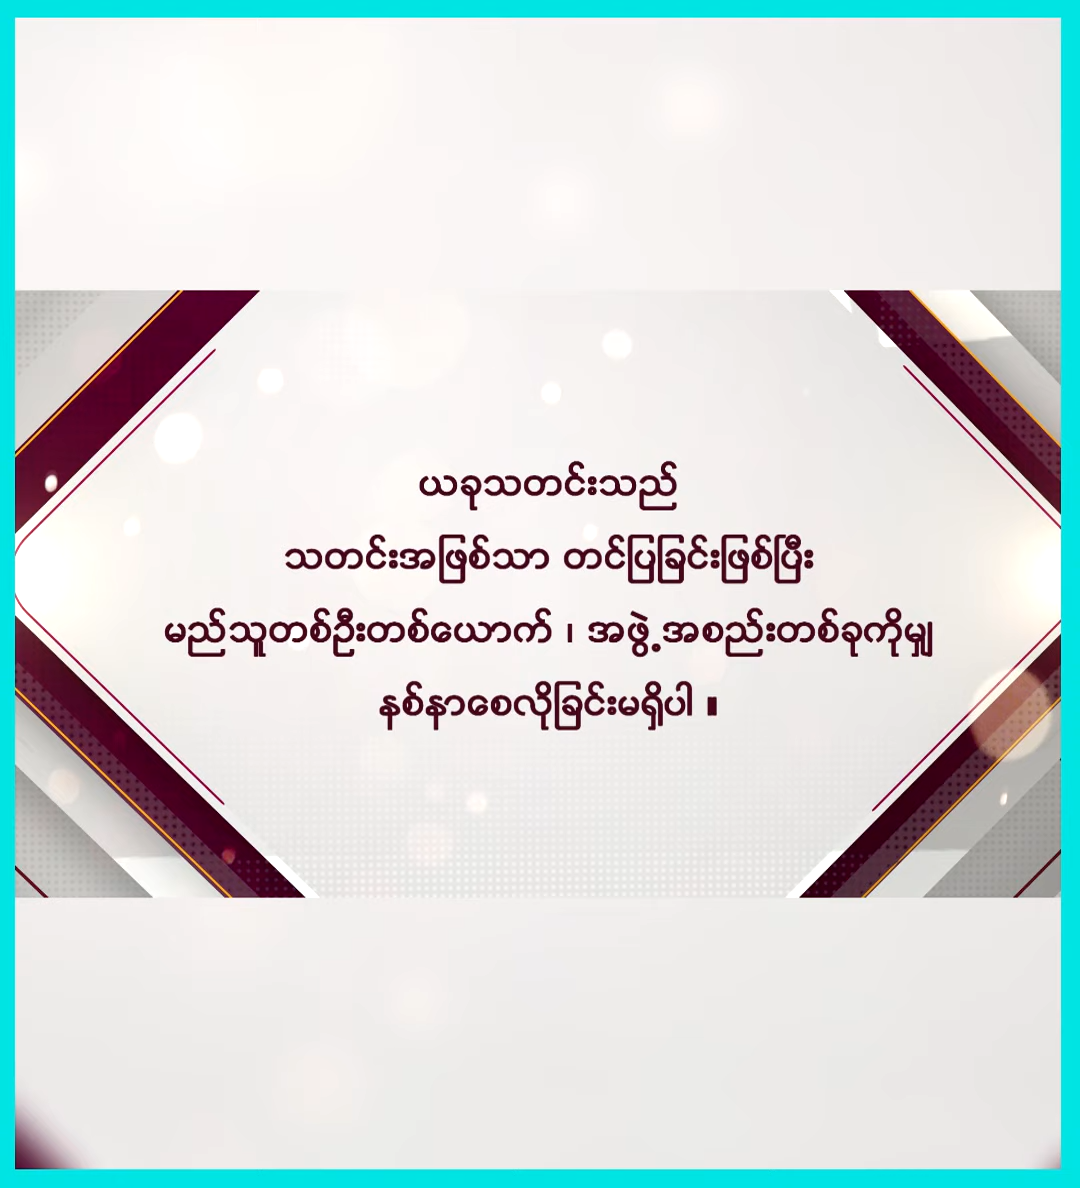 ယခုသတင်းသည်
သတင်းအဖြစ်သာ တင်ပြခြင်းဖြစ်ပြီး
မည်သူတစ်ဦးတစ်ယောက် ၊ အဖွဲ့အစည်းတစ်ခုကိုမျှ
နစ်နာစေလိုခြင်းမရှိပါ ။